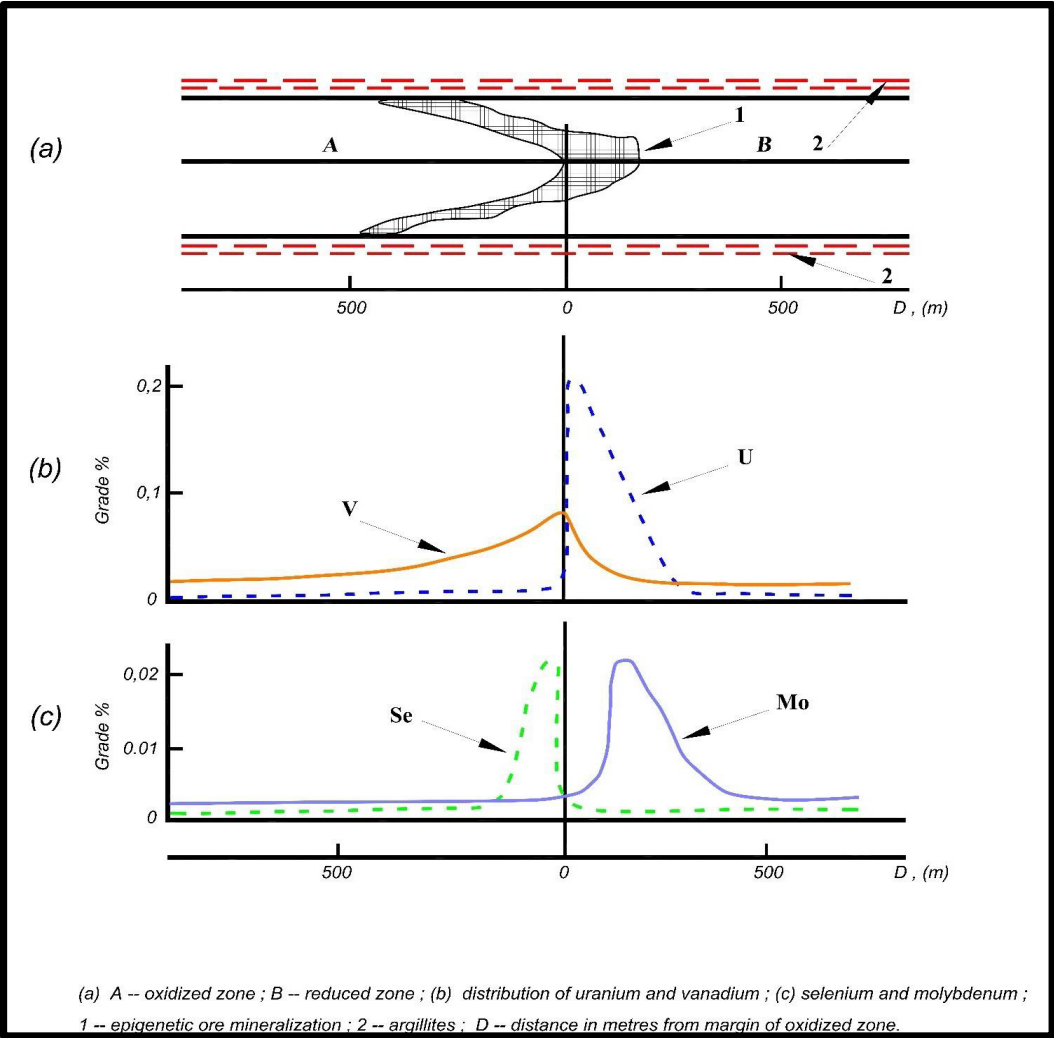 (a)
A
B
1
2
2
500
0
500
D , (m)
(b)
Grade %
0,2
0,1
0
V
U
(c)
Grade %
0,02
0.01
0
Se
Mo
500
0
500
D , (m)
(a) A -- oxidized zone ; B -- reduced zone ; (b) distribution of uranium and vanadium ; (c) selenium and molybdenum ;
1 -- epigenetic ore mineralization ; 2 -- argillites ; D -- distance in metres from margin of oxidized zone.